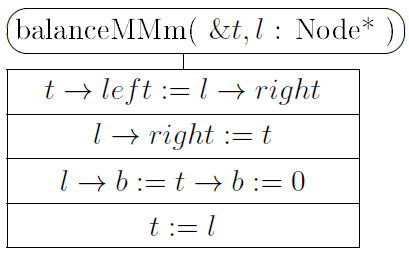 balanceMMm( &t, l : Node* )
t → left := l → right
l → right := t
l → b := t → b := 0
t := l